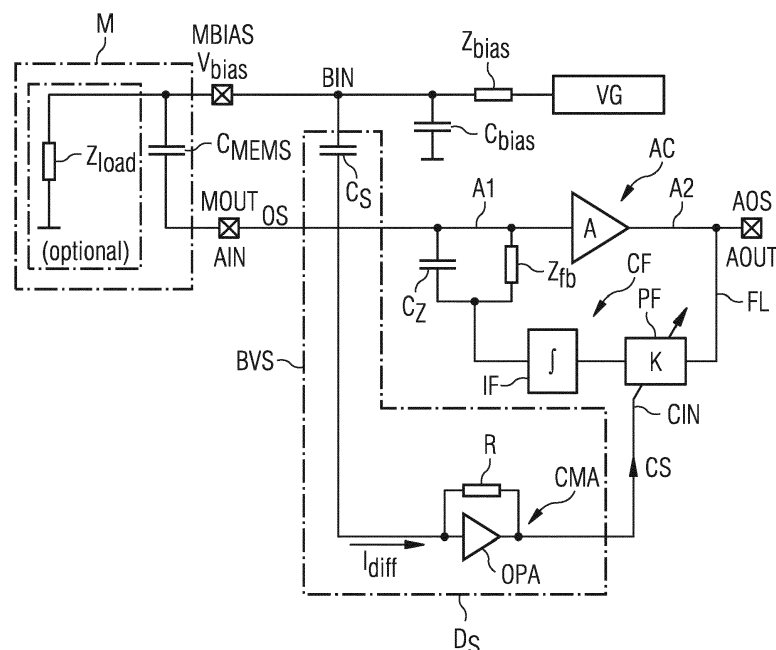 M
MBIAS
Vbias
BIN
Zbias
VG
Cbias
Zload
CMEMS
(optional)
CS
MOUT
OS
AIN
A1
A
AC
A2
AOS
AOUT
CZ
Zfb
CF
PF
FL
BVS
IF
∫
K
CIN
CS
R
CMA
Idiff
OPA
DS